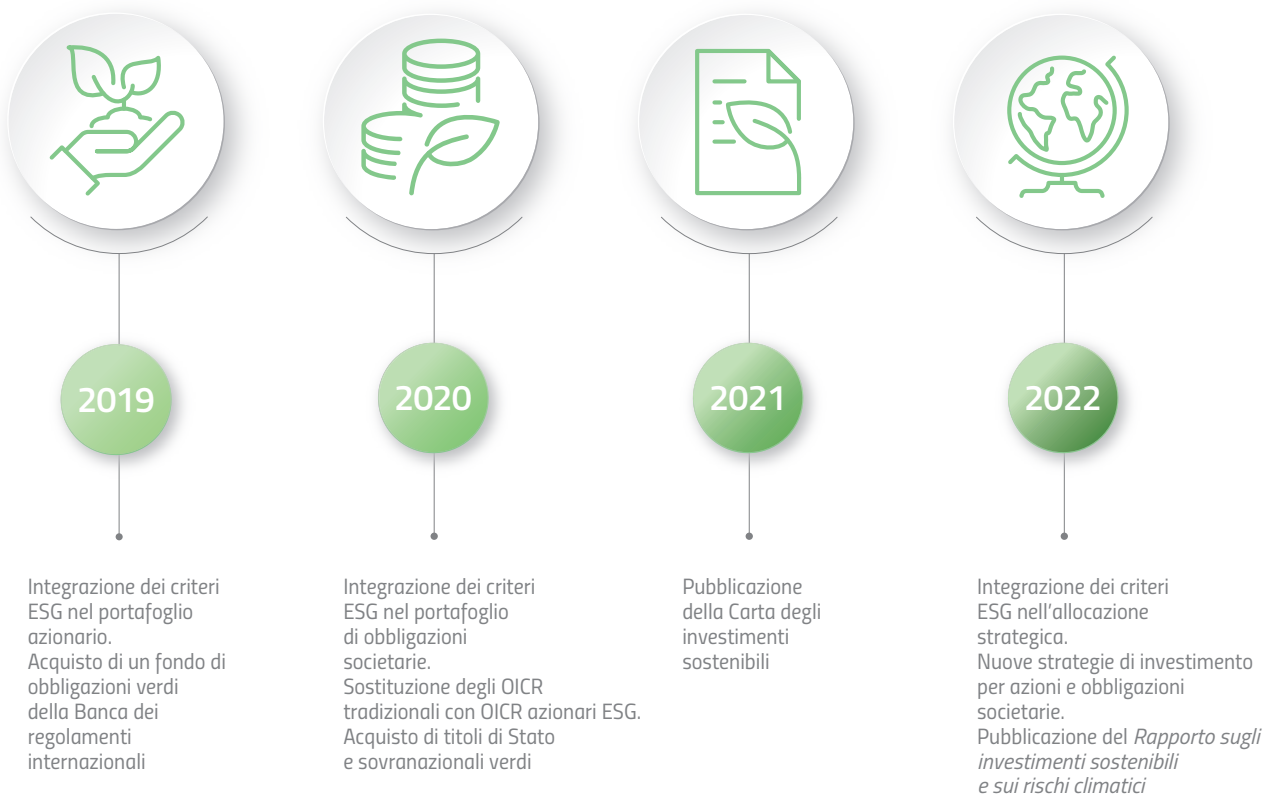 2019
Integrazione dei criteri
ESG nel portafoglio
azionario.
Acquisto di un fondo di
obbligazioni verdi
della Banca dei
regolamenti
internazionali
2020
Integrazione dei criteri
ESG nel portafoglio
di obbligazioni
societarie.
Sostituzione degli OICR
tradizionali con OICR azionari ESG.
Acquisto di titoli di Stato
e sovranazionali verdi
2021
Pubblicazione
della Carta degli
investimenti
sostenibili
2022
Integrazione dei criteri
ESG nell'allocazione
strategica.
Nuove strategie di investimento
per azioni e obbligazioni
societarie.
Pubblicazione del Rapporto sugli
investimenti sostenibili
e sui rischi climatici